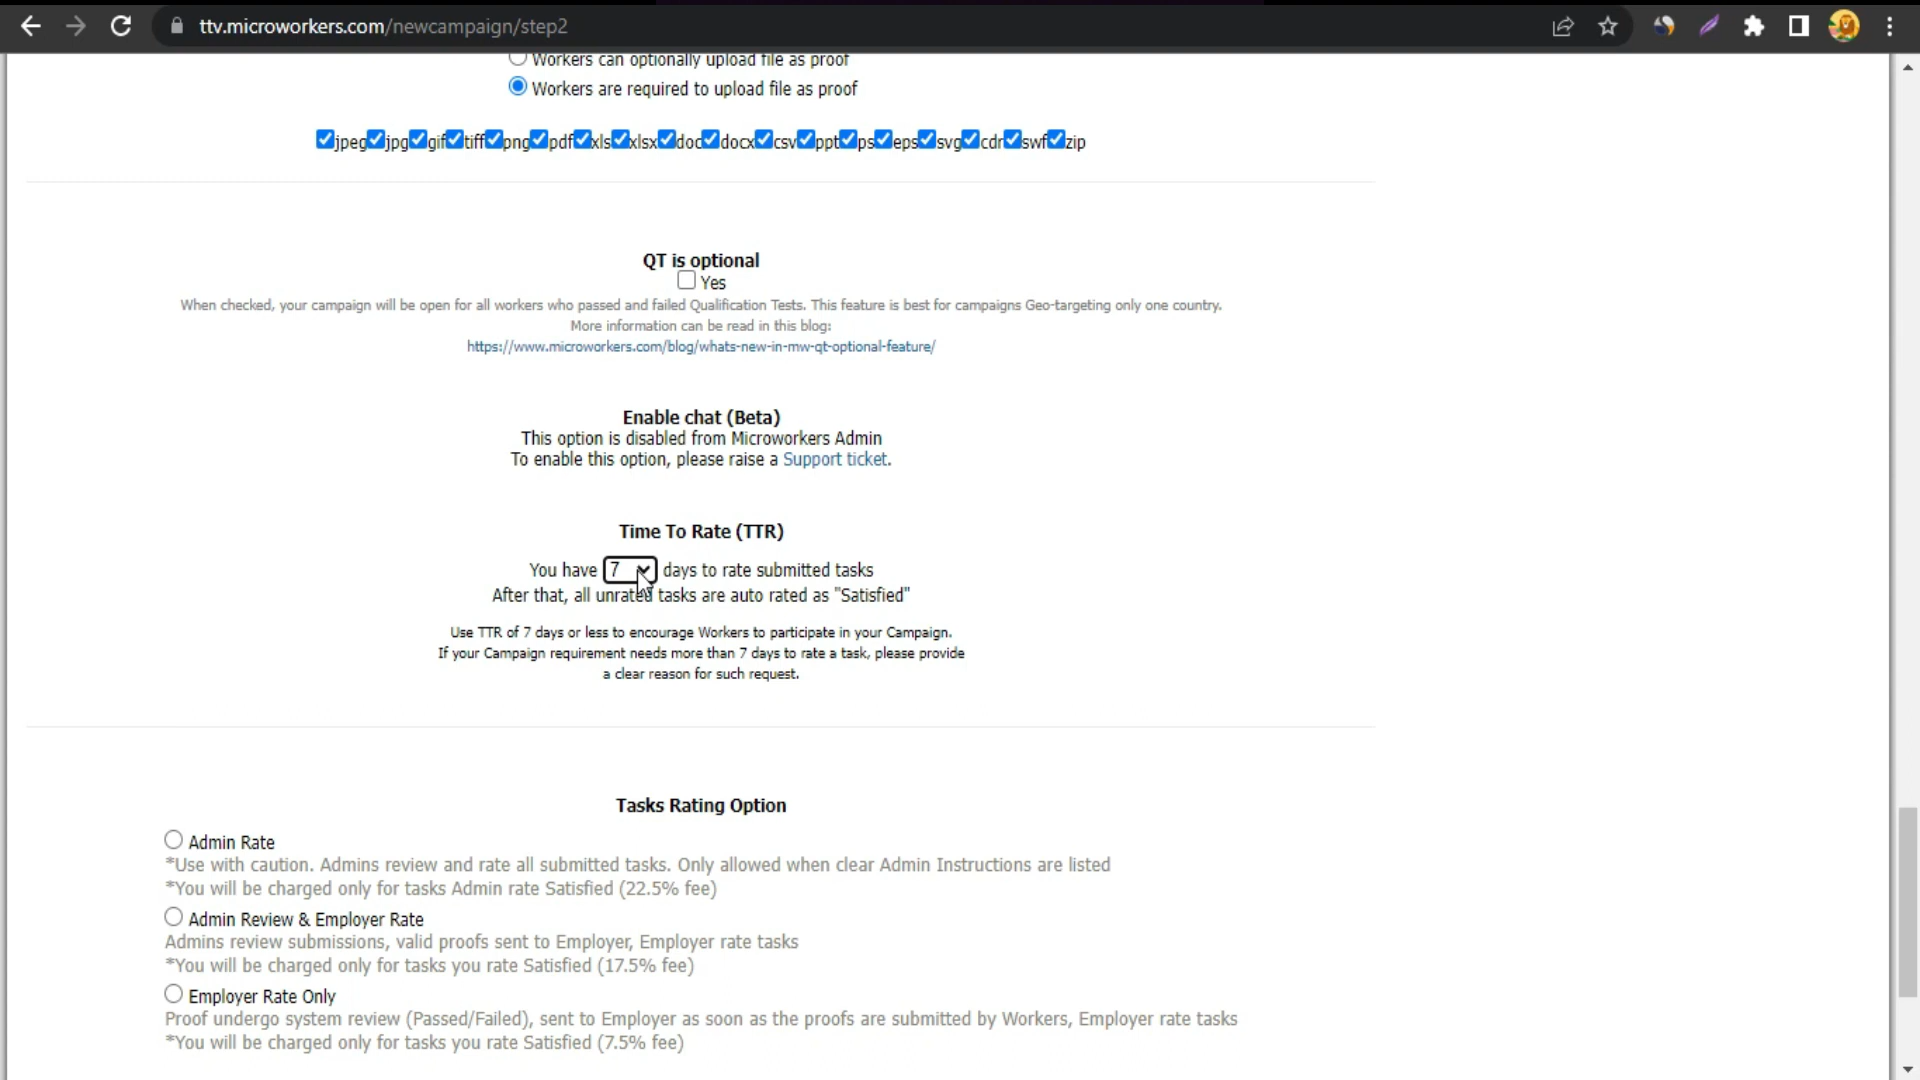 ttv.microworkers.com/newcampaign/step2
Workers can optionally upload file as proof
Workers are required to upload file as proof
jpeg jpg gif tiff png pdf xls xlsx doc docx csv ppt ps eps svg cdr swf zip
QT is optional
Yes
When checked, your campaign will be open for all workers who passed and failed Qualification Tests. This feature is best for campaigns Geo-targeting only one country.
More information can be read in this blog:
https://www.microworkers.com/blog/whats-new-in-mw-qt-optional-feature/
Enable chat (Beta)
This option is disabled from Microworkers Admin
To enable this option, please raise a Support ticket.
Time To Rate (TTR)
You have 7 days to rate submitted tasks
After that, all unrated tasks are auto rated as "Satisfied"
Use TTR of 7 days or less to encourage Workers to participate in your Campaign.
If your Campaign requirement needs more than 7 days to rate a task, please provide
a clear reason for such request.
Tasks Rating Option
Admin Rate
*Use with caution. Admins review and rate all submitted tasks. Only allowed when clear Admin Instructions are listed
*You will be charged only for tasks Admin rate Satisfied (22.5% fee)
Admin Review & Employer Rate
Admins review submissions, valid proofs sent to Employer, Employer rate tasks
*You will be charged only for tasks you rate Satisfied (17.5% fee)
Employer Rate Only
Proof undergo system review (Passed/Failed), sent to Employer as soon as the proofs are submitted by Workers, Employer rate tasks
*You will be charged only for tasks you rate Satisfied (7.5% fee)